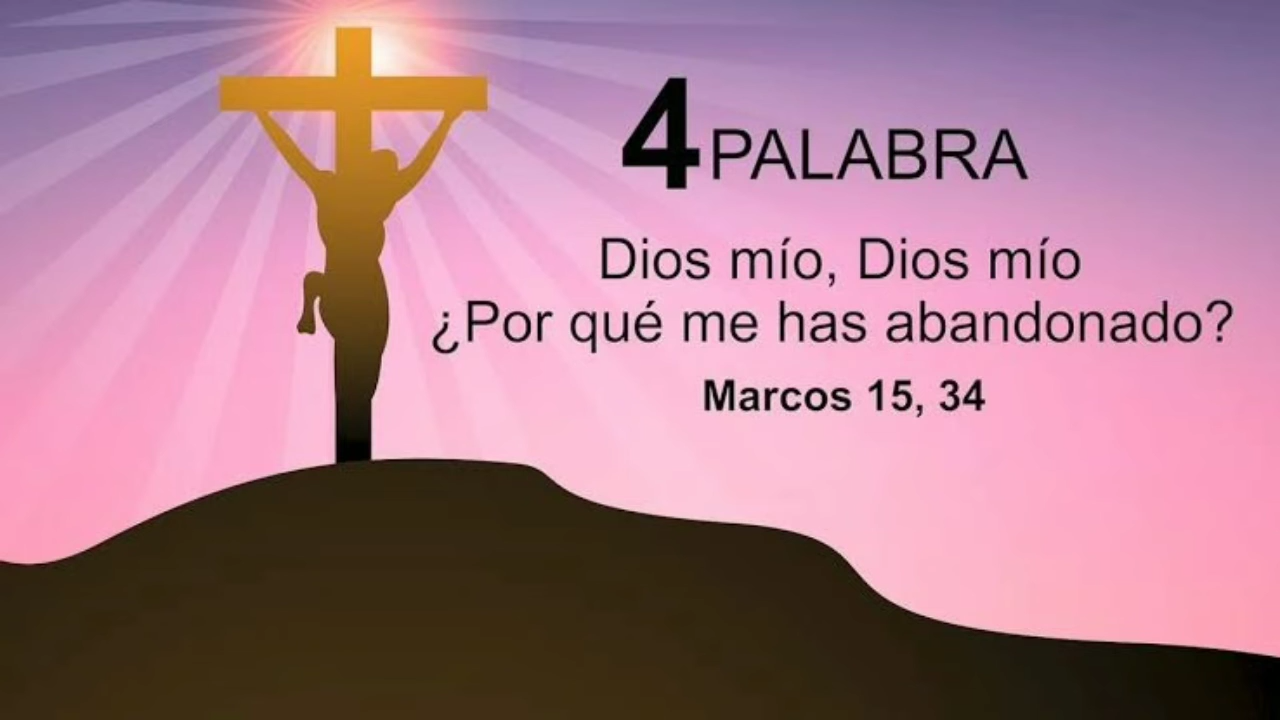 4 PALABRA
Dios mío, Dios mío
¿Por qué me has abandonado?
Marcos 15, 34